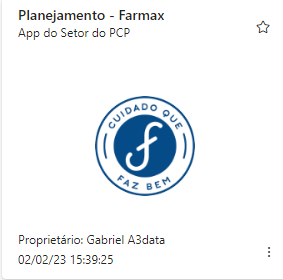 Planejamento - Farmax
App do Setor do PCP
CUIDADO QUE
f
FAZ BEM
Proprietário: Gabriel A3data
02/02/23 15:39:25